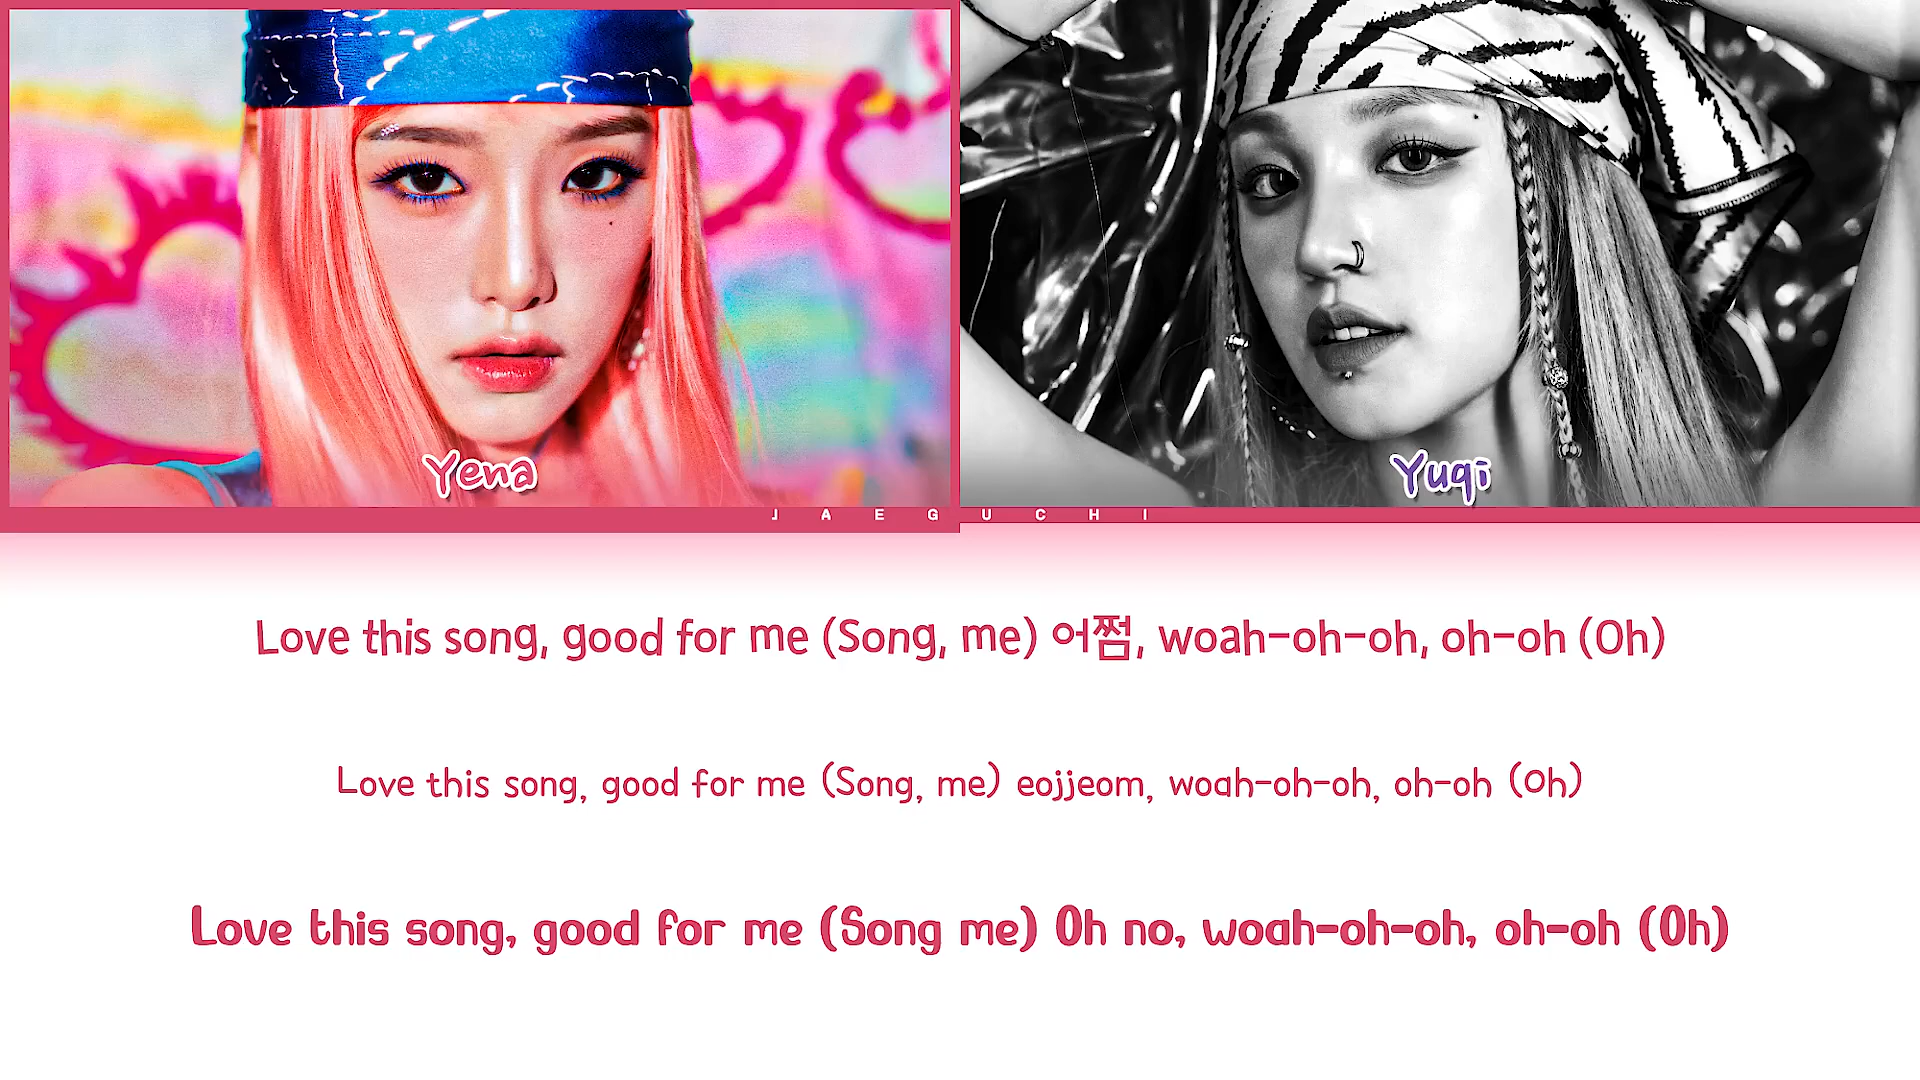 Yena
Yuqi
JAEGUCHI
Love this song, good for me (Song, me) 어쩜, woah-oh-oh, oh-oh (Oh)
Love this song, good for me (Song, me) eojjeom, woah-oh-oh, oh-oh (Oh)
Love this song, good for me (Song me) Oh no, woah-oh-oh, oh-oh (Oh)